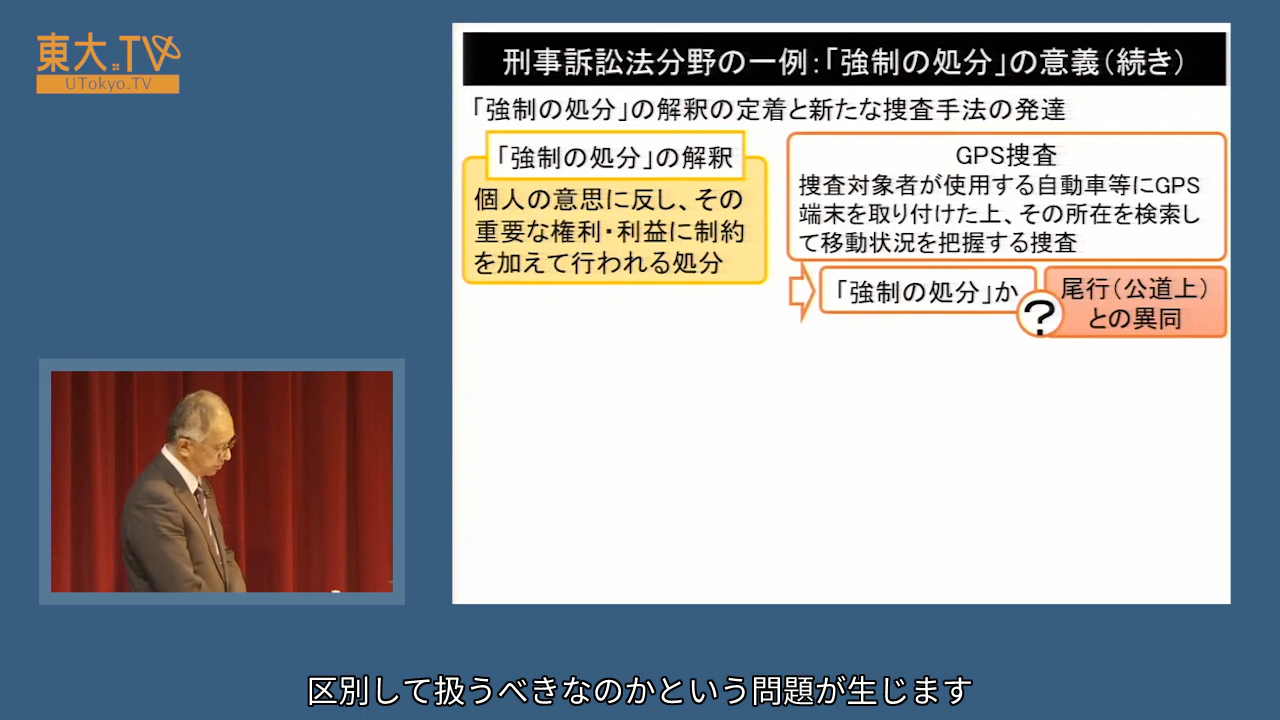 東大.TV
UTokyo.TV
刑事訴訟法分野の一例：「強制の処分」の意義（続き）
「強制の処分」の解釈の定着と新たな捜査手法の発達
「強制の処分」の解釈
個人の意思に反し、その
重要な権利・利益に制約
を加えて行われる処分
GPS捜査
捜査対象者が使用する自動車等にGPS
端末を取り付けた上、その所在を検索し
て移動状況を把握する捜査
「強制の処分」か
？
尾行（公道上）
との異同
区別して扱うべきなのかという問題が生じます